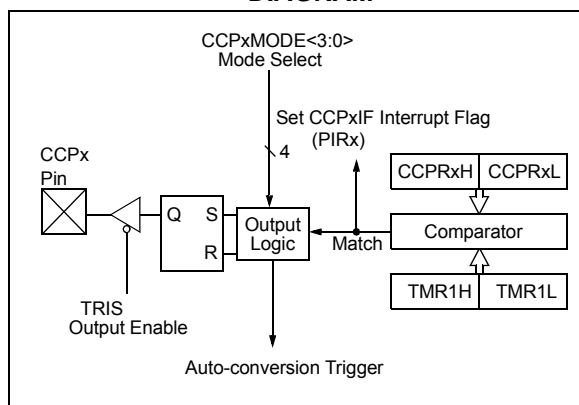 CCPxMODE<3:0>
Mode Select
Set CCPxIF Interrupt Flag
(PIRx)
4
CCPx
Pin
CCPRxH CCPRxL
Q S
R
Output
Logic
Match
Comparator
TRIS
Output Enable
TMR1H TMR1L
Auto-conversion Trigger